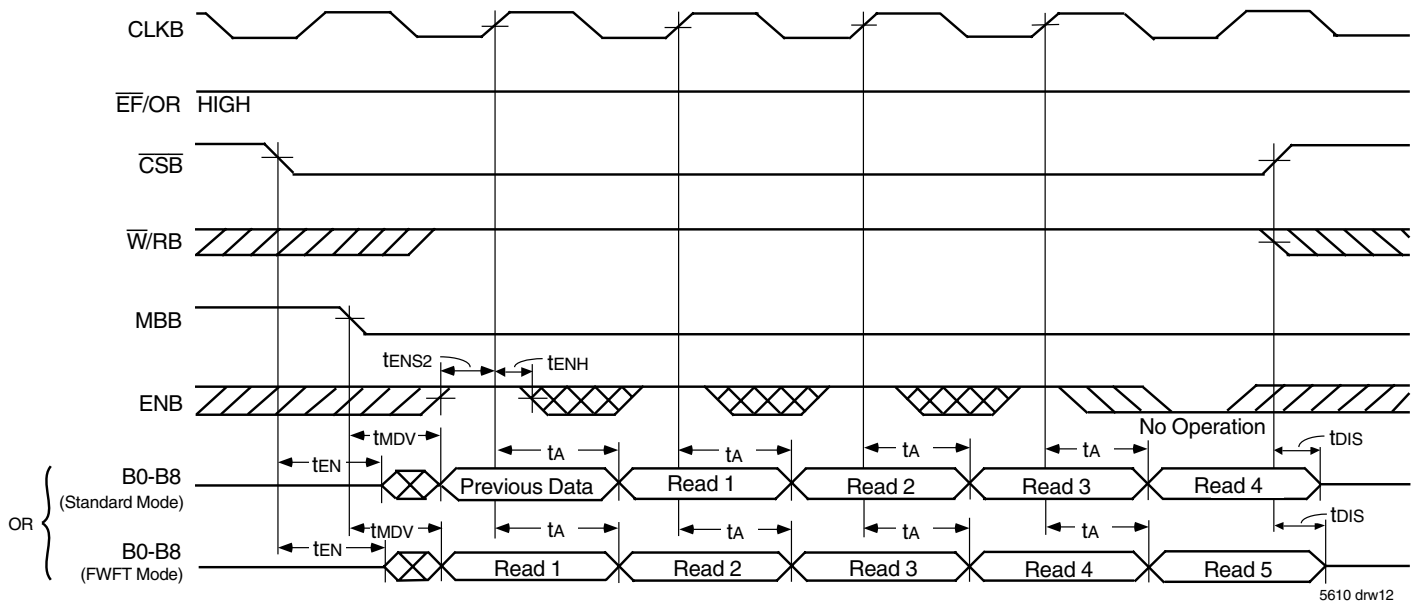 CLKB
EF/OR HIGH
CSB
W/RB
MBB
tENS2 tENH
ENB
No Operation
tMDV tA tA tA tA tDIS
tEN
B0-B8 Previous Data Read 1 Read 2 Read 3 Read 4
(Standard Mode)
OR
tMDV tA tA tA tA tDIS
tEN
B0-B8 Read 1 Read 2 Read 3 Read 4 Read 5
(FWFT Mode)
5610 drw12